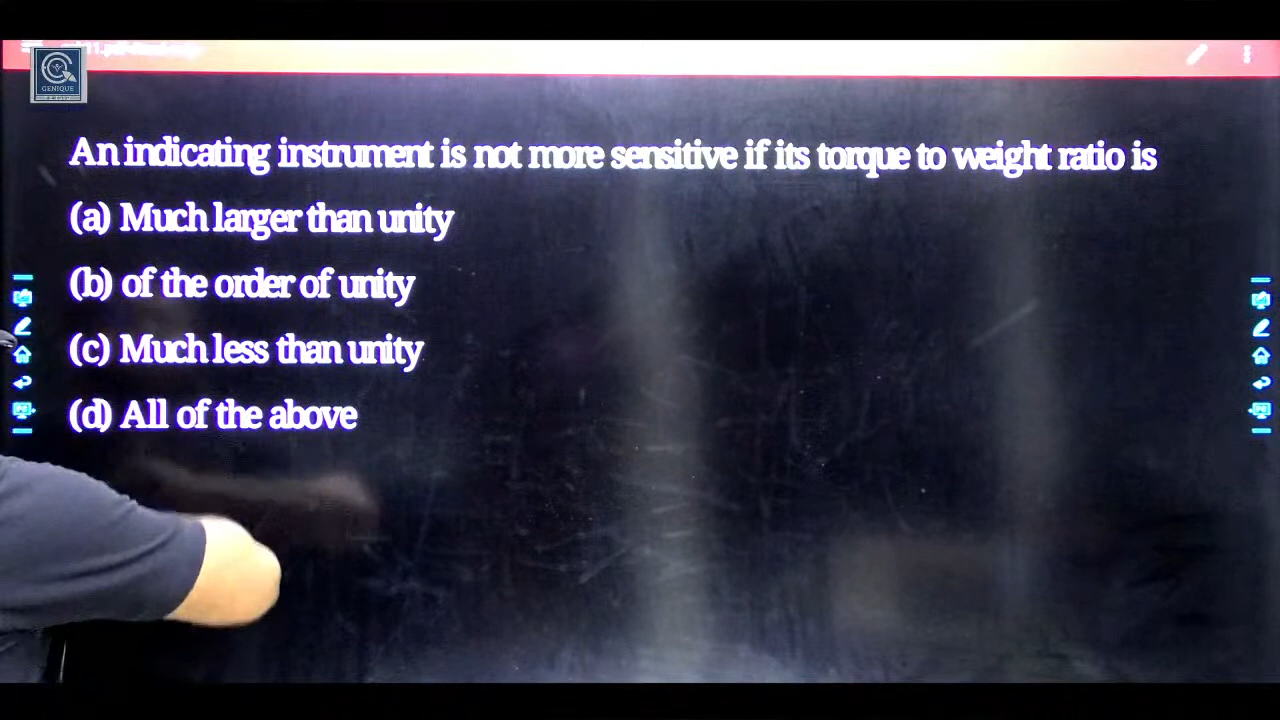 GENIQUE
An indicating instrument is not more sensitive if its torque to weight ratio is
(a) Much larger than unity
(b) of the order of unity
(c) Much less than unity
(d) All of the above